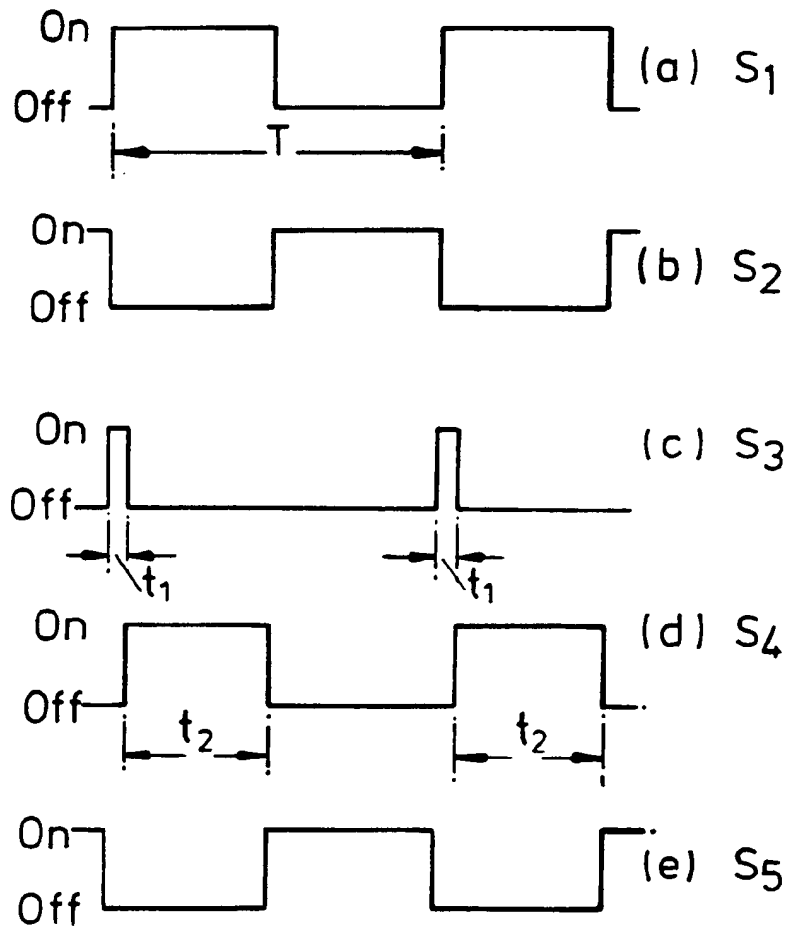 On
(a) S1
Off
T
On
(b) S2
Off
On
(c) S3
Off
t1 t1
On
(d) S4
Off
t2 t2
On
(e) S5
Off